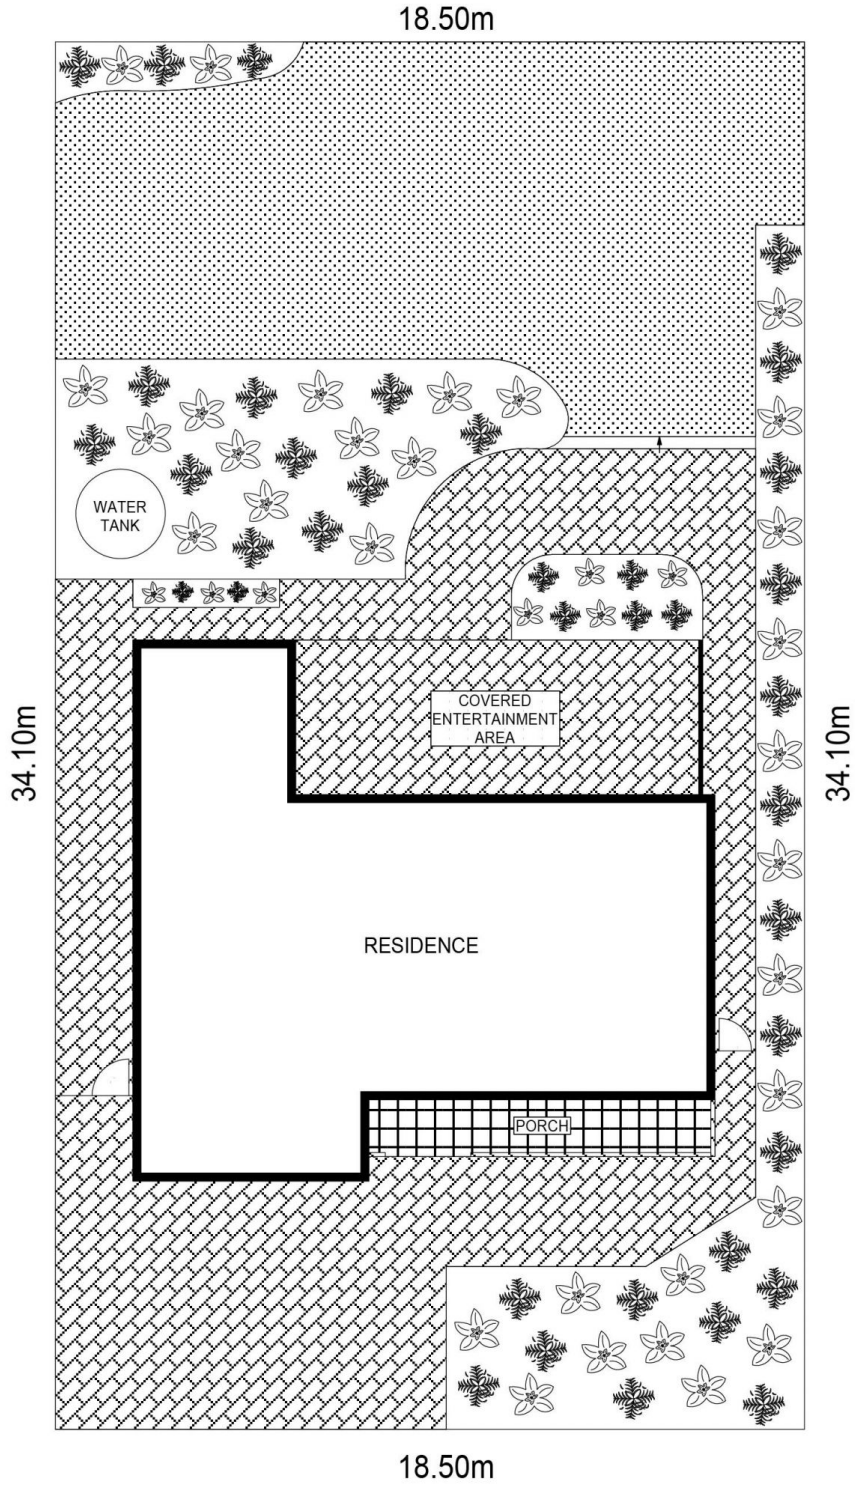 18.50m
WATER
TANK
COVERED
ENTERTAINMENT
AREA
34.10m
34.10m
RESIDENCE
PORCH
18.50m